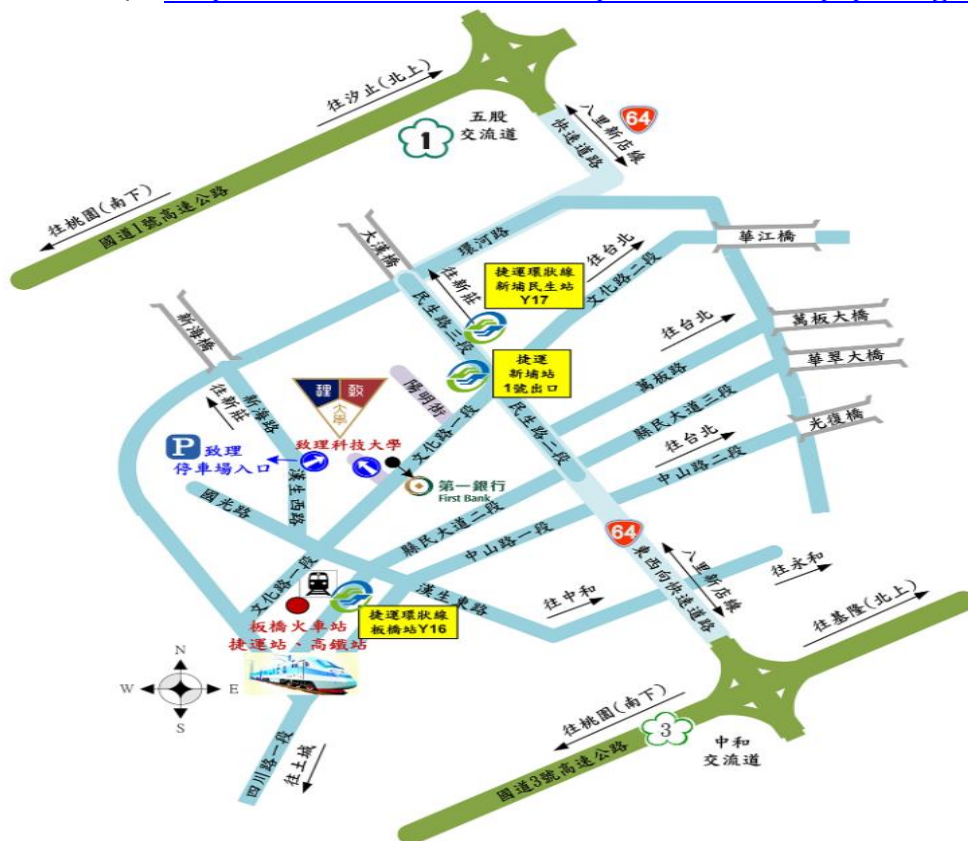 往汐止(北上)
五股
交流道
1
64
八里新店線
快速道路
往桃園(南下)
國道1號高速公路
大漢橋
環河路
往新莊
捷運環狀線
新埔民生站
Y17
往台北
文化路二段
華江橋
民生路三段
新海橋
捷運
新埔站
1號出口
往台北
萬板大橋
華翠大橋
萬板路
陽明街
往新莊
新海路
理
致
大學
致理科技大學
P
致理
停車場入口
文化路一段
民生路二段
縣民大道三段
往台北
光復橋
中山路二段
漢生西路
第一銀行
First Bank
國光路
縣民大道二段
中山路一段
64
東西向快速道路
八里新店線
文化路一段
漢生東路
往中和
往永和
捷運環狀線
板橋站Y16
板橋火車站
捷運站、高鐵站
往基隆(北上)
N
W
E
S
往桃園(南下)
3
中和
交流道
國道3號高速公路
四川路一段
往土城